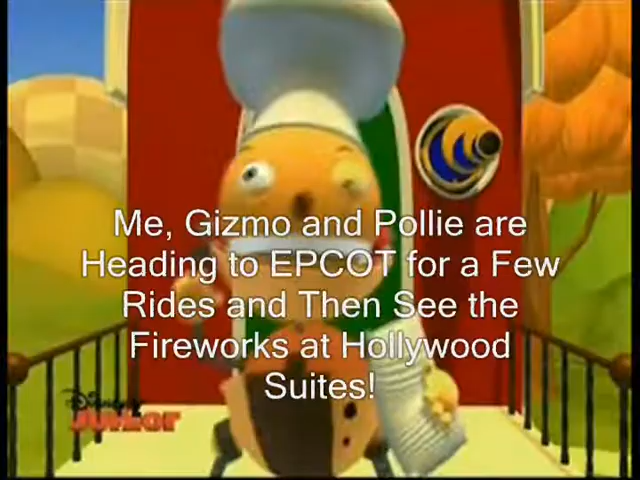 Me, Gizmo and Pollie are
Heading to EPCOT for a Few
Rides and Then See the
Fireworks at Hollywood
Suites!
Disney
JUNIOR